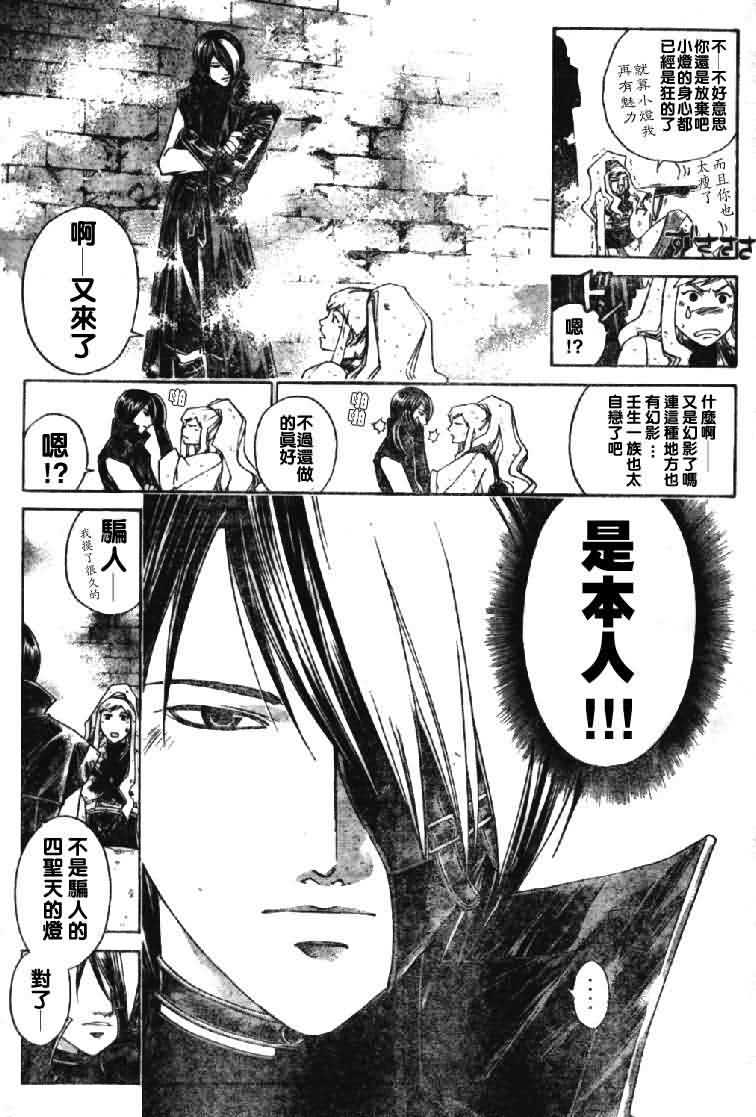 不─不好意思
你還是放棄吧
小燈的身心都
已經是狂的了
就算小燈我
再有魅力
而且你也
太瘦了
ささささ
嗯!?
啊─又來了
什麼啊─
又是幻影了嗎
連這種地方也
有幻影…
壬生一族也太
自戀了吧
不過還做
的真好
嗯!?
是本人!!!
‥‥
騙人─
我摸了很久的
不是騙人的
四聖天的燈
對了─